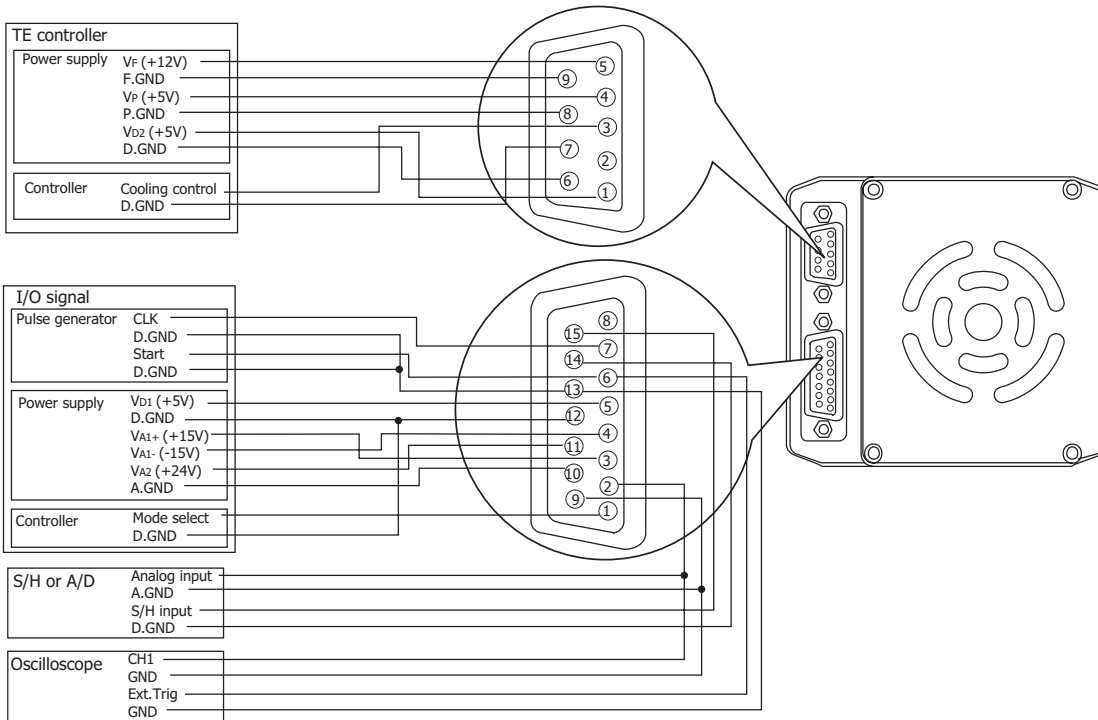 TE controller
Power supply
VF (+12V)
F.GND
VP (+5V)
P.GND
VD2 (+5V)
D.GND
Controller
Cooling control
D.GND
5
9
4
8
3
7
2
6
1
I/O signal
Pulse generator
CLK
D.GND
Start
D.GND
Power supply
VD1 (+5V)
D.GND
VA1+ (+15V)
VA1- (-15V)
VA2 (+24V)
A.GND
Controller
Mode select
D.GND
8
15
7
14
6
13
5
12
4
11
3
10
2
9
1
S/H or A/D
Analog input
A.GND
S/H input
D.GND
Oscilloscope
CH1
GND
Ext.Trig
GND